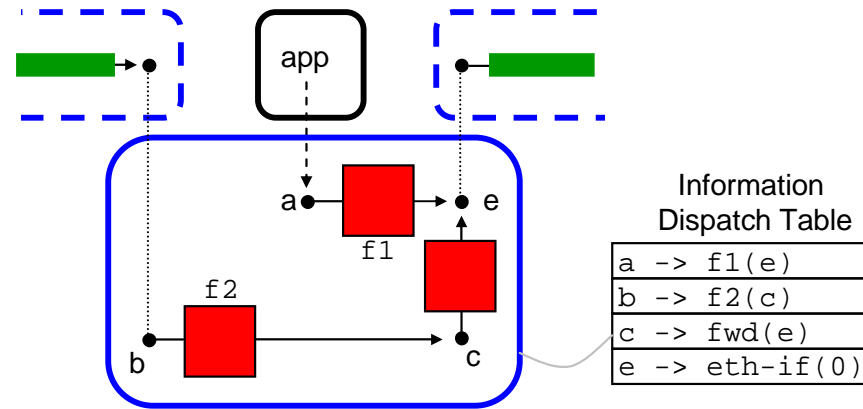 app
a
e
f1
f2
b
c
Information
Dispatch Table
a -> f1(e)
b -> f2(c)
c -> fwd(e)
e -> eth-if(0)